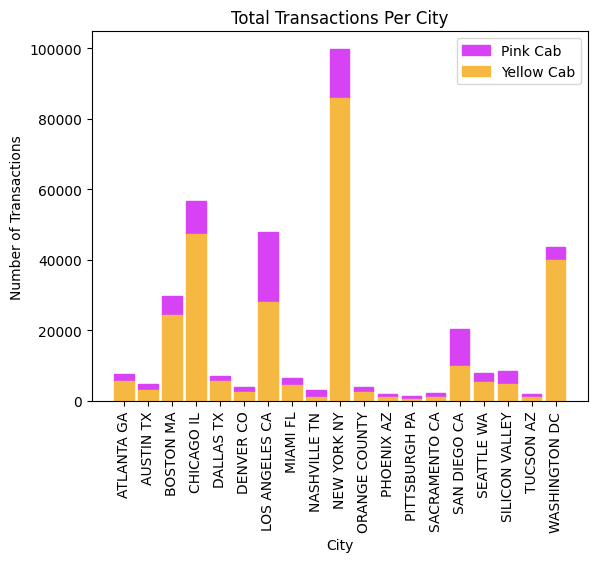 Total Transactions Per City
Pink Cab
Yellow Cab
Number of Transactions
100000
80000
60000
40000
20000
0
ATLANTA GA
AUSTIN TX
BOSTON MA
CHICAGO IL
DALLAS TX
DENVER CO
LOS ANGELES CA
MIAMI FL
NASHVILLE TN
NEW YORK NY
ORANGE COUNTY
PHOENIX AZ
PITTSBURGH PA
SACRAMENTO CA
SAN DIEGO CA
SEATTLE WA
SILICON VALLEY
TUCSON AZ
WASHINGTON DC
City